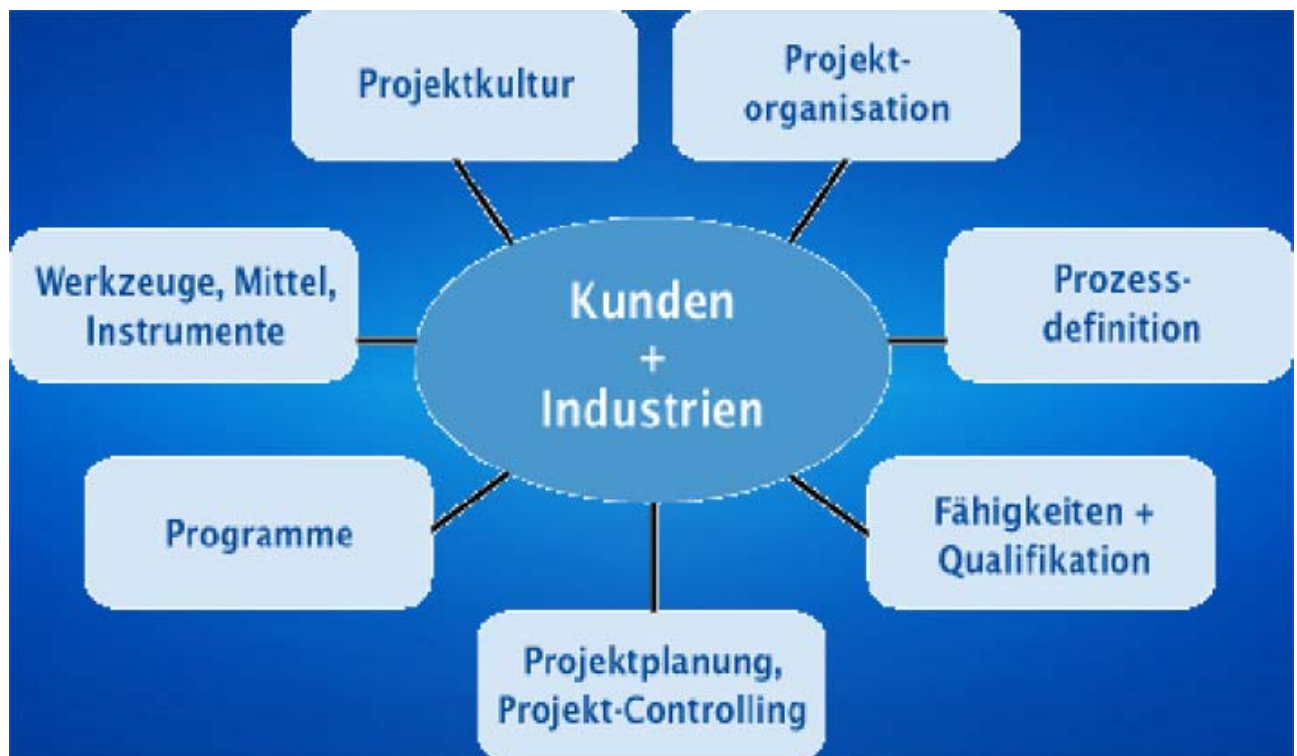 Projektkultur
Projekt-
organisation
Werkzeuge, Mittel,
Instrumente
Kunden
+
Industrien
Prozess-
definition
Programme
Fähigkeiten +
Qualifikation
Projektplanung,
Projekt-Controlling